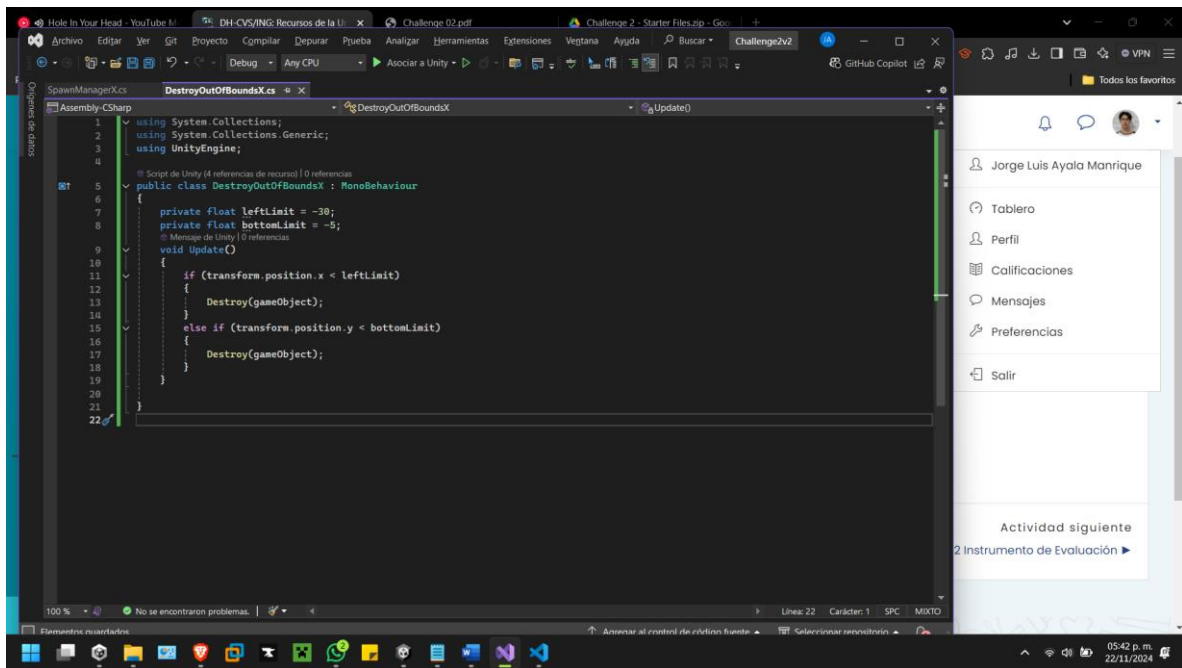 Hole In Your Head - YouTube M
DH-CVS/ING: Recursos de la U
Challenge 02.pdf
Challenge 2 - Starter Files.zip - Goo
Archivo Editar Ver Git Proyecto Compilar Depurar Prueba Analizar Herramientas Extensiones Ventana Ayuda Buscar Challenge2v2 JA
Debug Any CPU Asociar a Unity GitHub Copilot
VPN
Todos los favoritos
Orígenes de datos
SpawnManagerX.cs DestroyOutOfBoundsX.cs
Assembly-CSharp DestroyOutOfBoundsX Update()
1 using System.Collections;
2 using System.Collections.Generic;
3 using UnityEngine;
4
Script de Unity (4 referencias de recurso) | 0 referencias
5 public class DestroyOutOfBoundsX : MonoBehaviour
6 {
7 private float leftLimit = -30;
8 private float bottomLimit = -5;
Mensaje de Unity | 0 referencias
9 void Update()
10 {
11 if (transform.position.x < leftLimit)
12 {
13 Destroy(gameObject);
14 }
15 else if (transform.position.y < bottomLimit)
16 {
17 Destroy(gameObject);
18 }
19 }
20
21 }
22
100 % No se encontraron problemas. Línea: 22 Carácter: 1 SPC MIXTO
Elementos guardados Agregar al control de código fuente Seleccionar repositorio
Jorge Luis Ayala Manrique
Tablero
Perfil
Calificaciones
Mensajes
Preferencias
Salir
Actividad siguiente
2 Instrumento de Evaluación ►
05:42 p. m.
22/11/2024